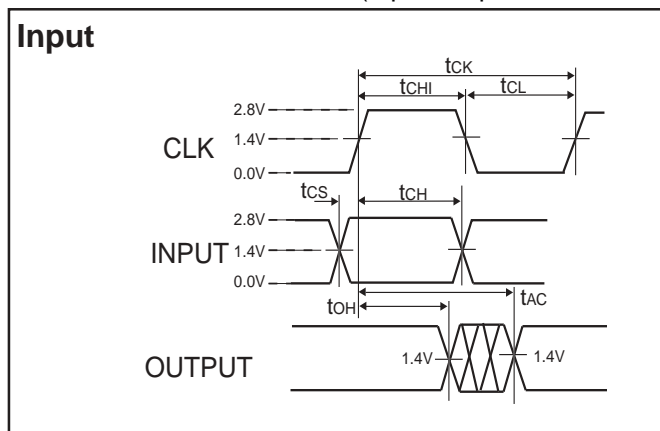 Input
tCK
tCHI tCL
2.8V
CLK 1.4V
0.0V
tCS tCH
2.8V
INPUT 1.4V
0.0V
tOH tAC
1.4V 1.4V
OUTPUT